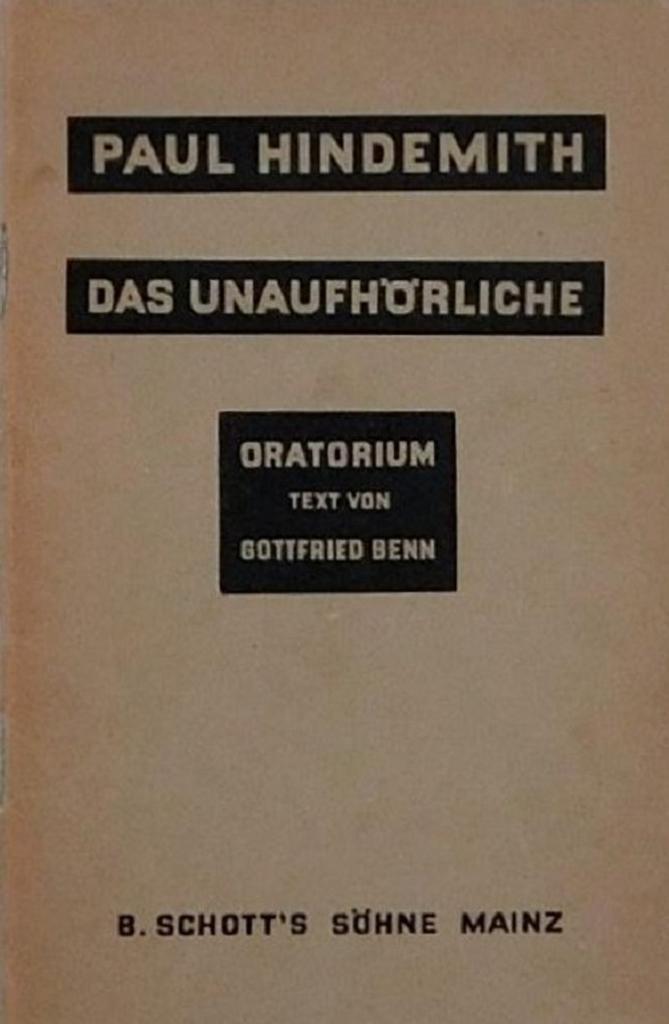 PAUL HINDEMITH
DAS UNAUFHÖRLICHE
ORATORIUM
TEXT VON
GOTTFRIED BENN
B. SCHOTT'S SÖHNE MAINZ